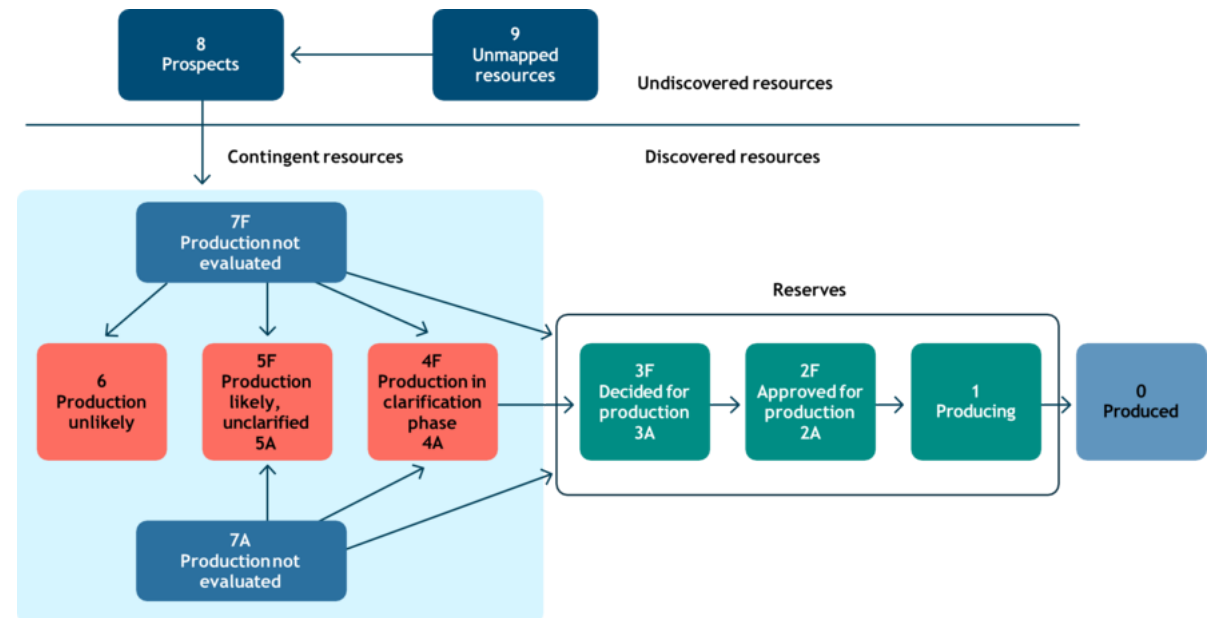 8
Prospects
9
Unmapped
resources
Undiscovered resources
Contingent resources
Discovered resources
7F
Production not
evaluated
Reserves
6
Production
unlikely
5F
Production
likely,
unclarified
5A
4F
Production in
clarification
phase
4A
3F
Decided for
production
3A
2F
Approved for
production
2A
1
Producing
0
Produced
7A
Production not
evaluated